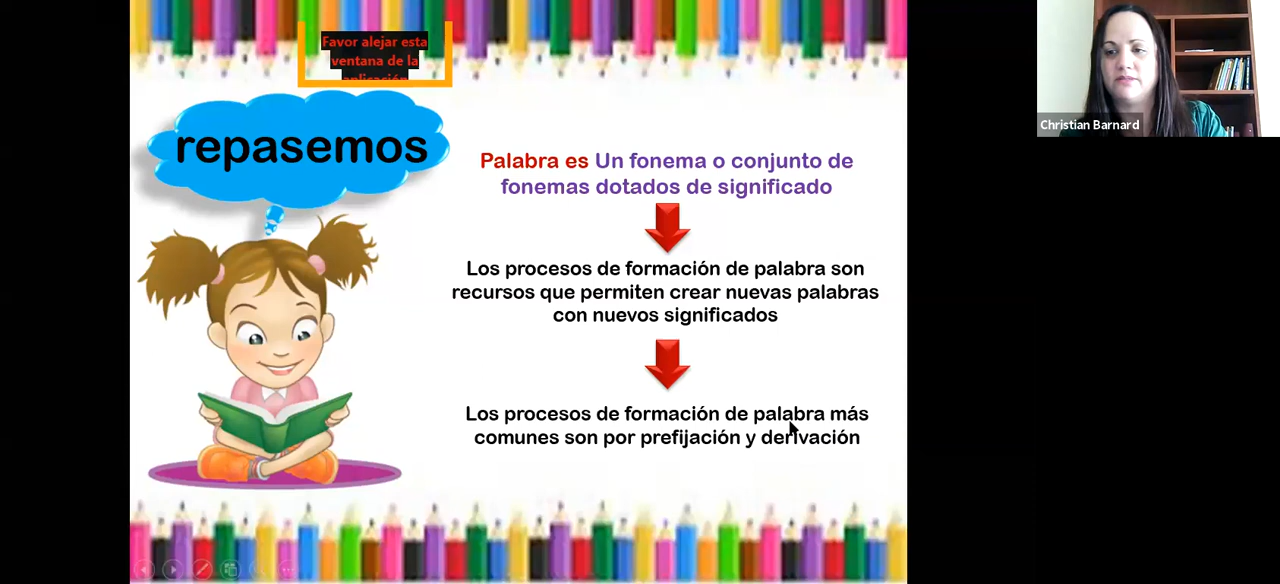 Favor alejar esta
ventana de la
aplicación
repasemos
Palabra es Un fonema o conjunto de
fonemas dotados de significado
Los procesos de formación de palabra son
recursos que permiten crear nuevas palabras
con nuevos significados
Los procesos de formación de palabra más
comunes son por prefijación y derivación
Christian Barnard